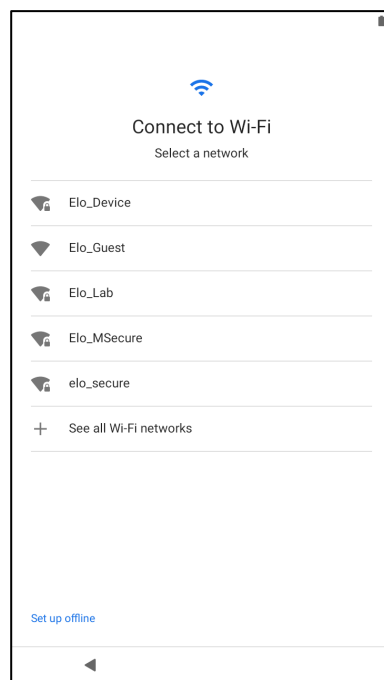 Connect to Wi-Fi
Select a network
Elo_Device
Elo_Guest
Elo_Lab
Elo_MSecure
elo_secure
See all Wi-Fi networks
Set up offline